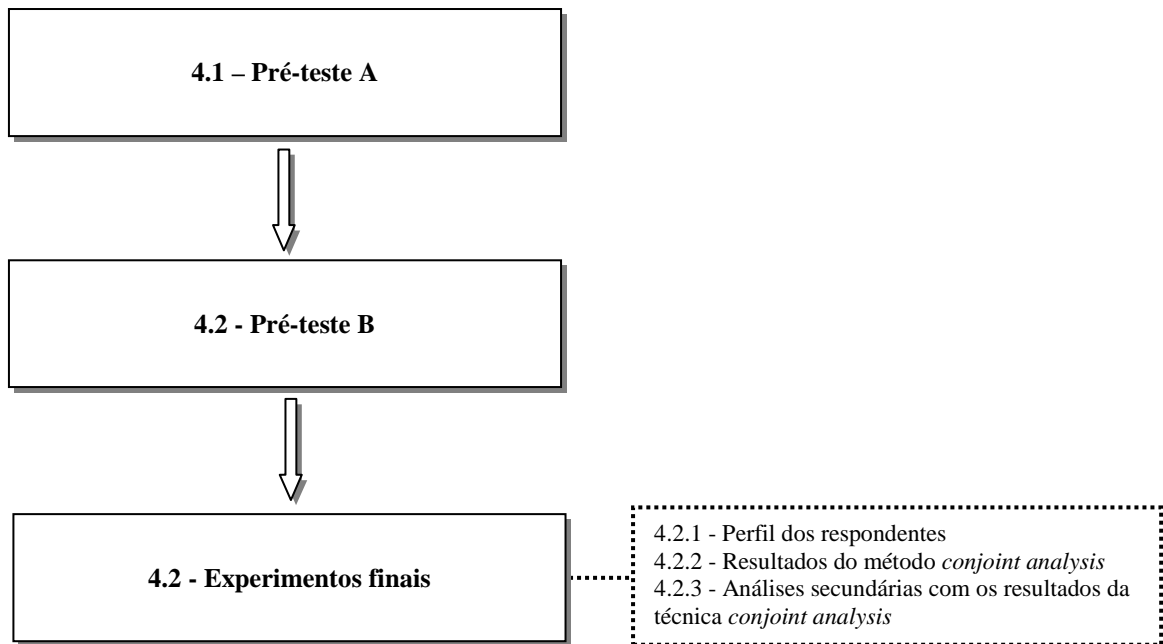 4.1 – Pré-teste A
4.2 - Pré-teste B
4.2 - Experimentos finais
4.2.1 - Perfil dos respondentes
4.2.2 - Resultados do método conjoint analysis
4.2.3 - Análises secundárias com os resultados da
técnica conjoint analysis